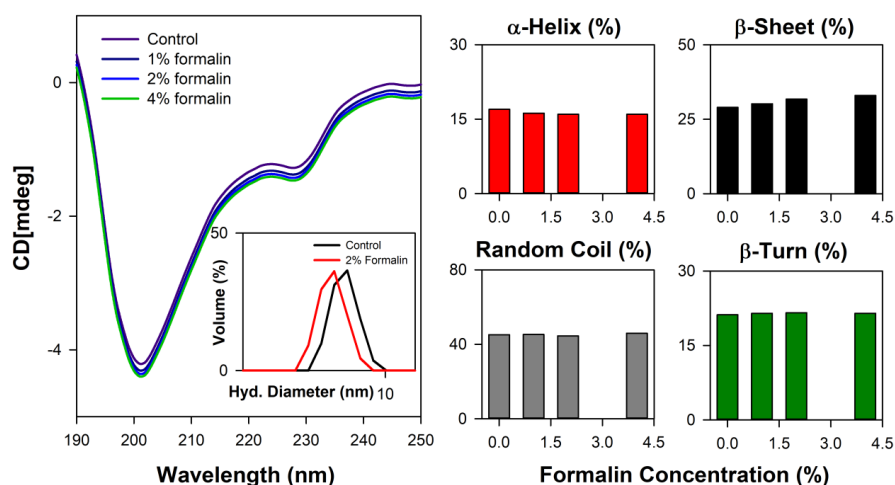 Control
1% formalin
2% formalin
4% formalin
0
-2
-4
CD[mdeg]
190
200
210
220
230
240
250
Wavelength (nm)
50
0
Volume (%)
Control
2% Formalin
Hyd. Diameter (nm)
10
α-Helix (%)
30
15
0
0.0
1.5
3.0
4.5
β-Sheet (%)
50
25
0
0.0
1.5
3.0
4.5
Random Coil (%)
80
40
0
0.0
1.5
3.0
4.5
β-Turn (%)
30
15
0
0.0
1.5
3.0
4.5
Formalin Concentration (%)